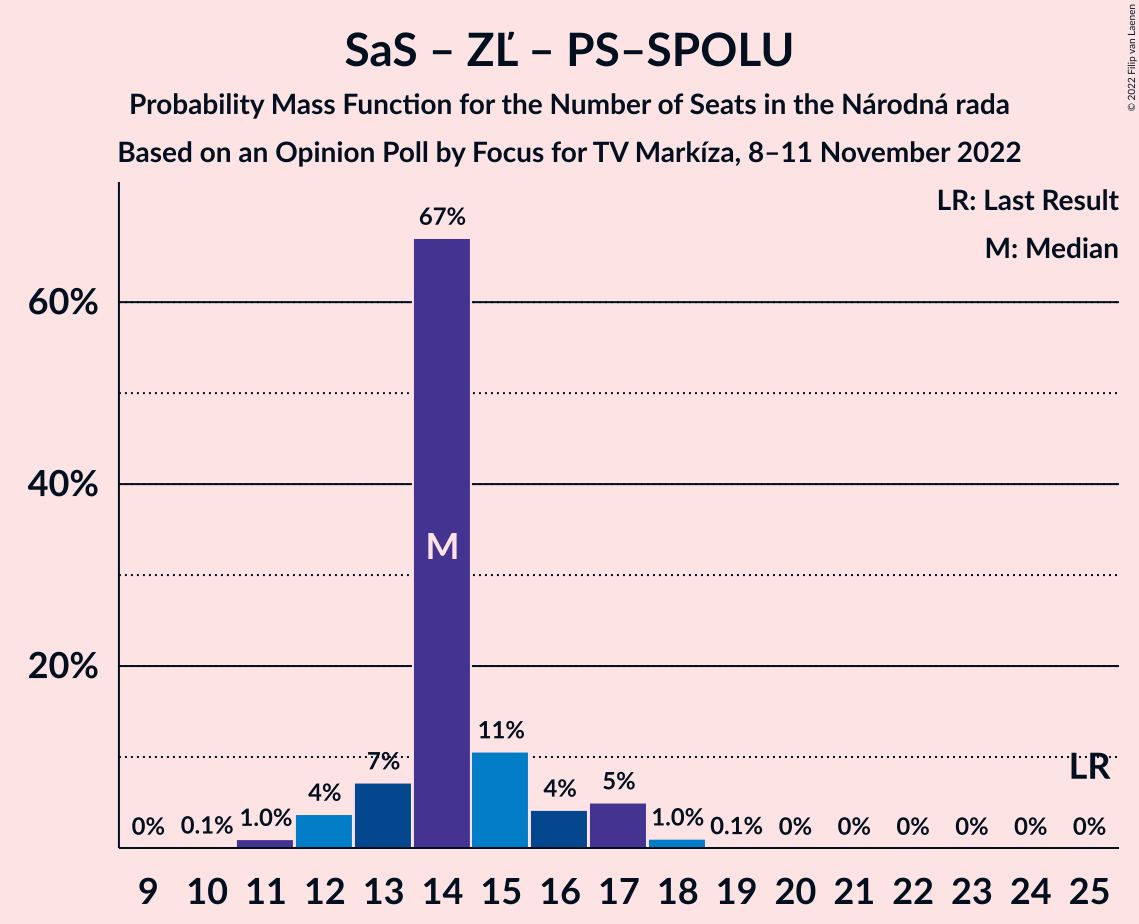 SaS – ZĽ – PS–SPOLU
Probability Mass Function for the Number of Seats in the Národná rada
Based on an Opinion Poll by Focus for TV Markíza, 8–11 November 2022
© 2022 Filip van Laenen
LR: Last Result
M: Median
67%
60%
40%
M
20%
11%
7%
LR
4%
4%
5%
0%
0.1%
1.0%
1.0%
0.1%
0%
0%
0%
0%
0%
0%
9 10 11 12 13 14 15 16 17 18 19 20 21 22 23 24 25